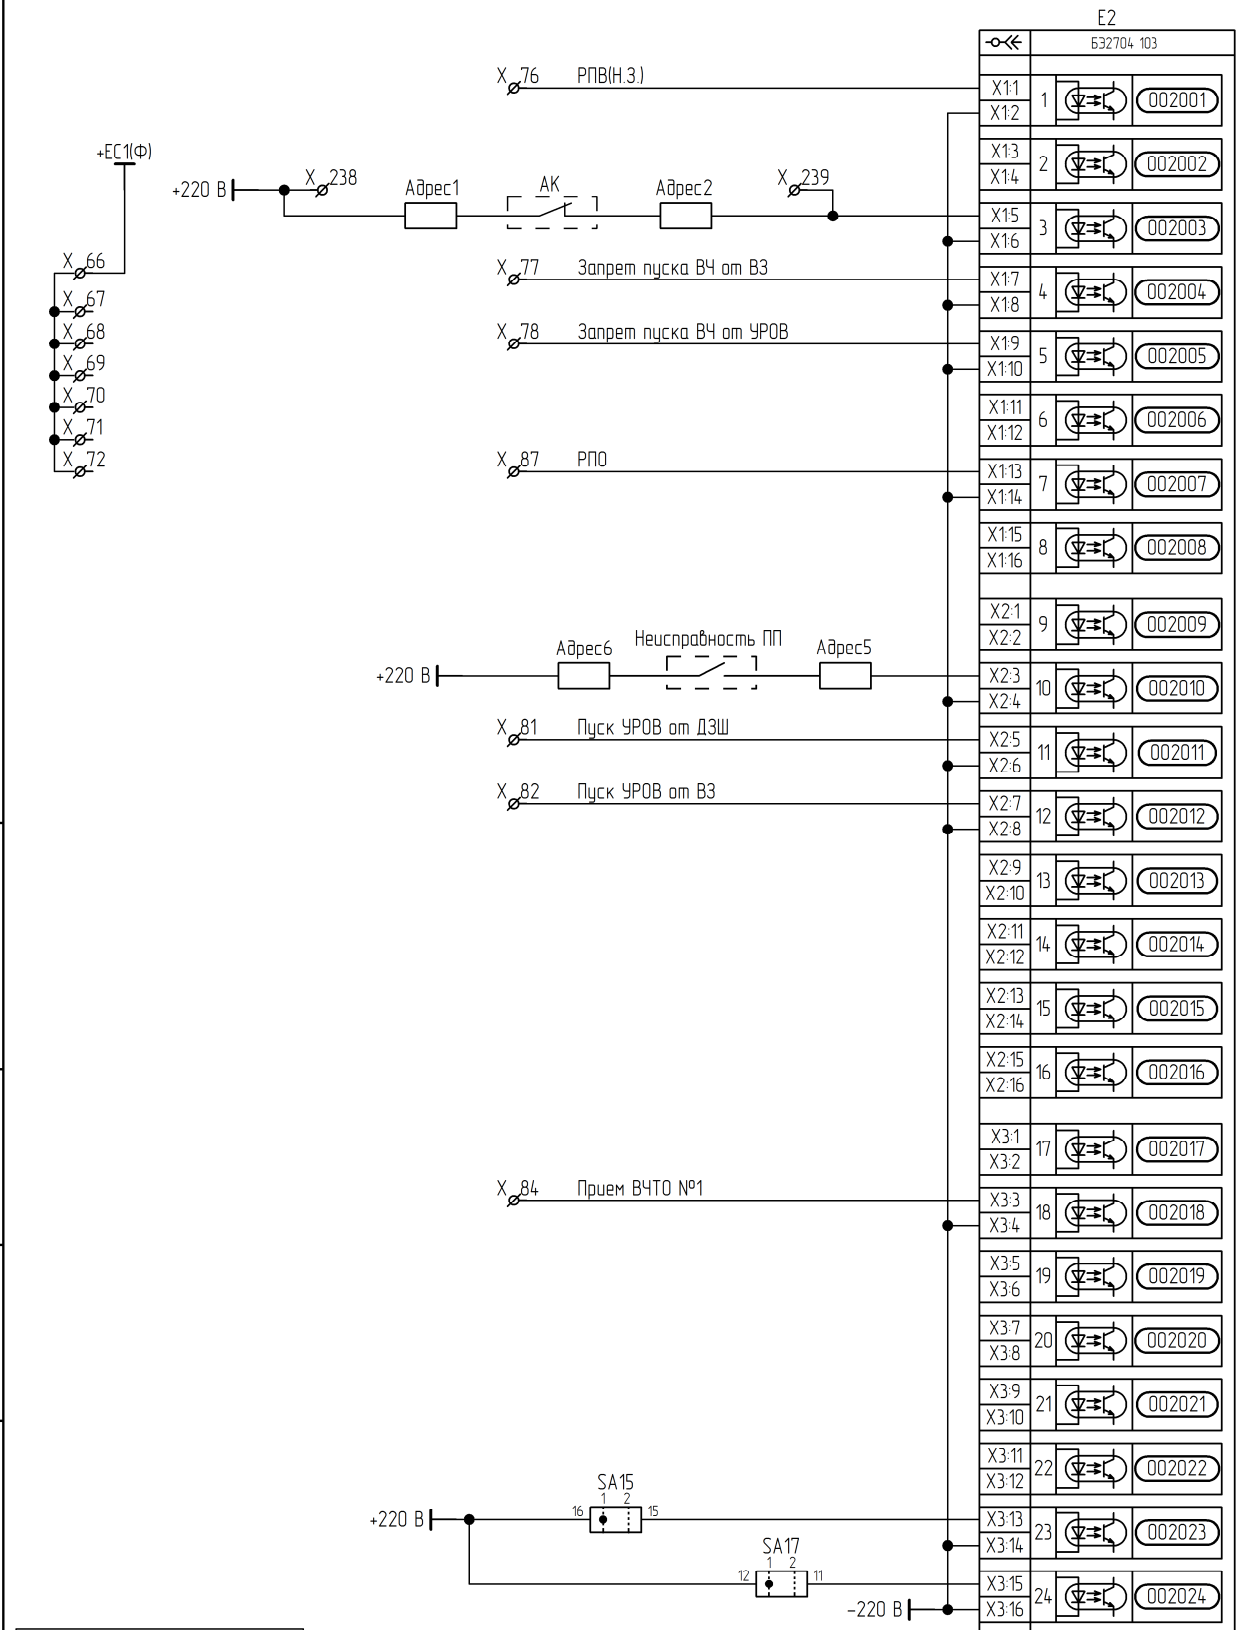 E2
БЭ2704 103
X 76 РПВ(Н.З.)
X1:1 1 002001
X1:2
+EC1(Ф)
X1:3 2 002002
X1:4
+220 В X 238 Адрес1 АК Адрес2 X 239
X1:5 3 002003
X1:6
X 66
X 77 Запрет пуска ВЧ от ВЗ
X1:7 4 002004
X1:8
X 67
X 68
X 78 Запрет пуска ВЧ от УРОВ
X1:9 5 002005
X1:10
X 69
X 70
X1:11 6 002006
X1:12
X 71
X 72
X 87 РПО
X1:13 7 002007
X1:14
X1:15 8 002008
X1:16
X2:1 9 002009
X2:2
+220 В Адрес6 Неисправность ПП Адрес5
X2:3 10 002010
X2:4
X 81 Пуск УРОВ от ДЗШ
X2:5 11 002011
X2:6
X 82 Пуск УРОВ от ВЗ
X2:7 12 002012
X2:8
X2:9 13 002013
X2:10
X2:11 14 002014
X2:12
X2:13 15 002015
X2:14
X2:15 16 002016
X2:16
X3:1 17 002017
X3:2
X 84 Прием ВЧТО №1
X3:3 18 002018
X3:4
X3:5 19 002019
X3:6
X3:7 20 002020
X3:8
X3:9 21 002021
X3:10
X3:11 22 002022
X3:12
SA15
1 2
+220 В 16 15
X3:13 23 002023
X3:14
SA17
1 2
12 11
X3:15 24 002024
-220 В X3:16